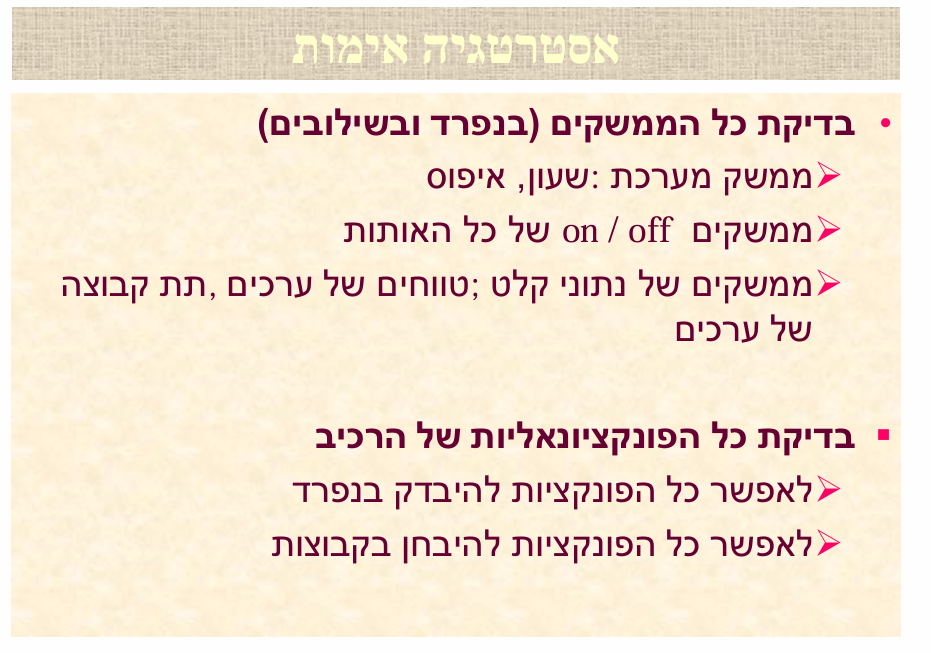 אסטרטגיה אימות
• בדיקת כל הממשקים (בנפרד ובשילובים)
➢ ממשק מערכת :שעון, איפוס
➢ ממשקים on / off של כל האותות
➢ ממשקים של נתוני קלט ;טווחים של ערכים ,תת קבוצה
של ערכים
▪ בדיקת כל הפונקציונאליות של הרכיב
➢ לאפשר כל הפונקציות להיבדק בנפרד
➢ לאפשר כל הפונקציות להיבחן בקבוצות